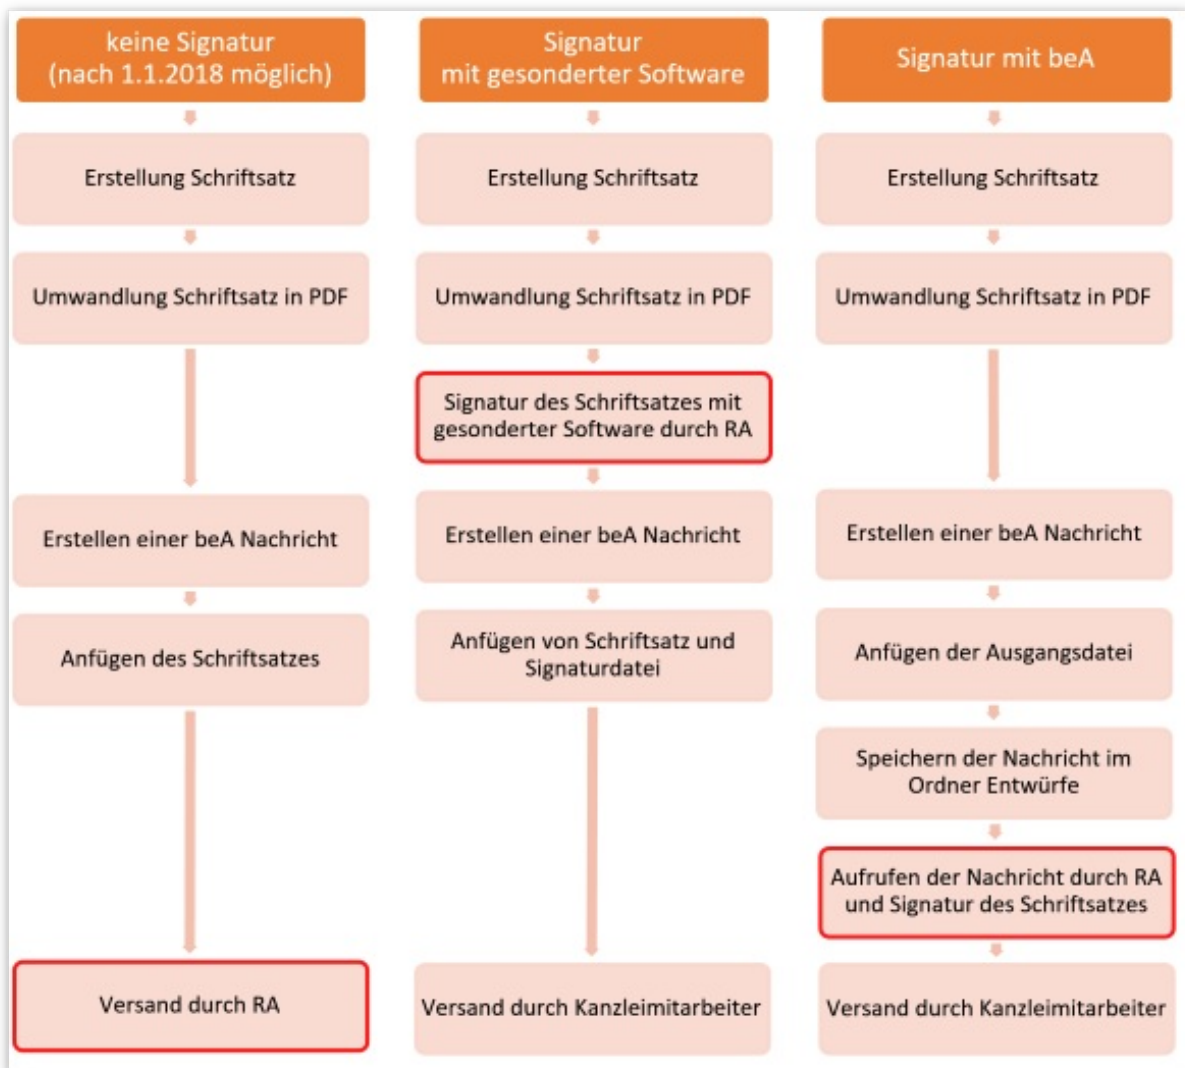 keine Signatur
(nach 1.1.2018 möglich)
Erstellung Schriftsatz
Umwandlung Schriftsatz in PDF
Erstellen einer beA Nachricht
Anfügen des Schriftsatzes
Versand durch RA
Signatur
mit gesonderter Software
Erstellung Schriftsatz
Umwandlung Schriftsatz in PDF
Signatur des Schriftsatzes mit
gesonderter Software durch RA
Erstellen einer beA Nachricht
Anfügen von Schriftsatz und
Signaturdatei
Versand durch Kanzleimitarbeiter
Signatur mit beA
Erstellung Schriftsatz
Umwandlung Schriftsatz in PDF
Erstellen einer beA Nachricht
Anfügen der Ausgangsdatei
Speichern der Nachricht im
Ordner Entwürfe
Aufrufen der Nachricht durch RA
und Signatur des Schriftsatzes
Versand durch Kanzleimitarbeiter